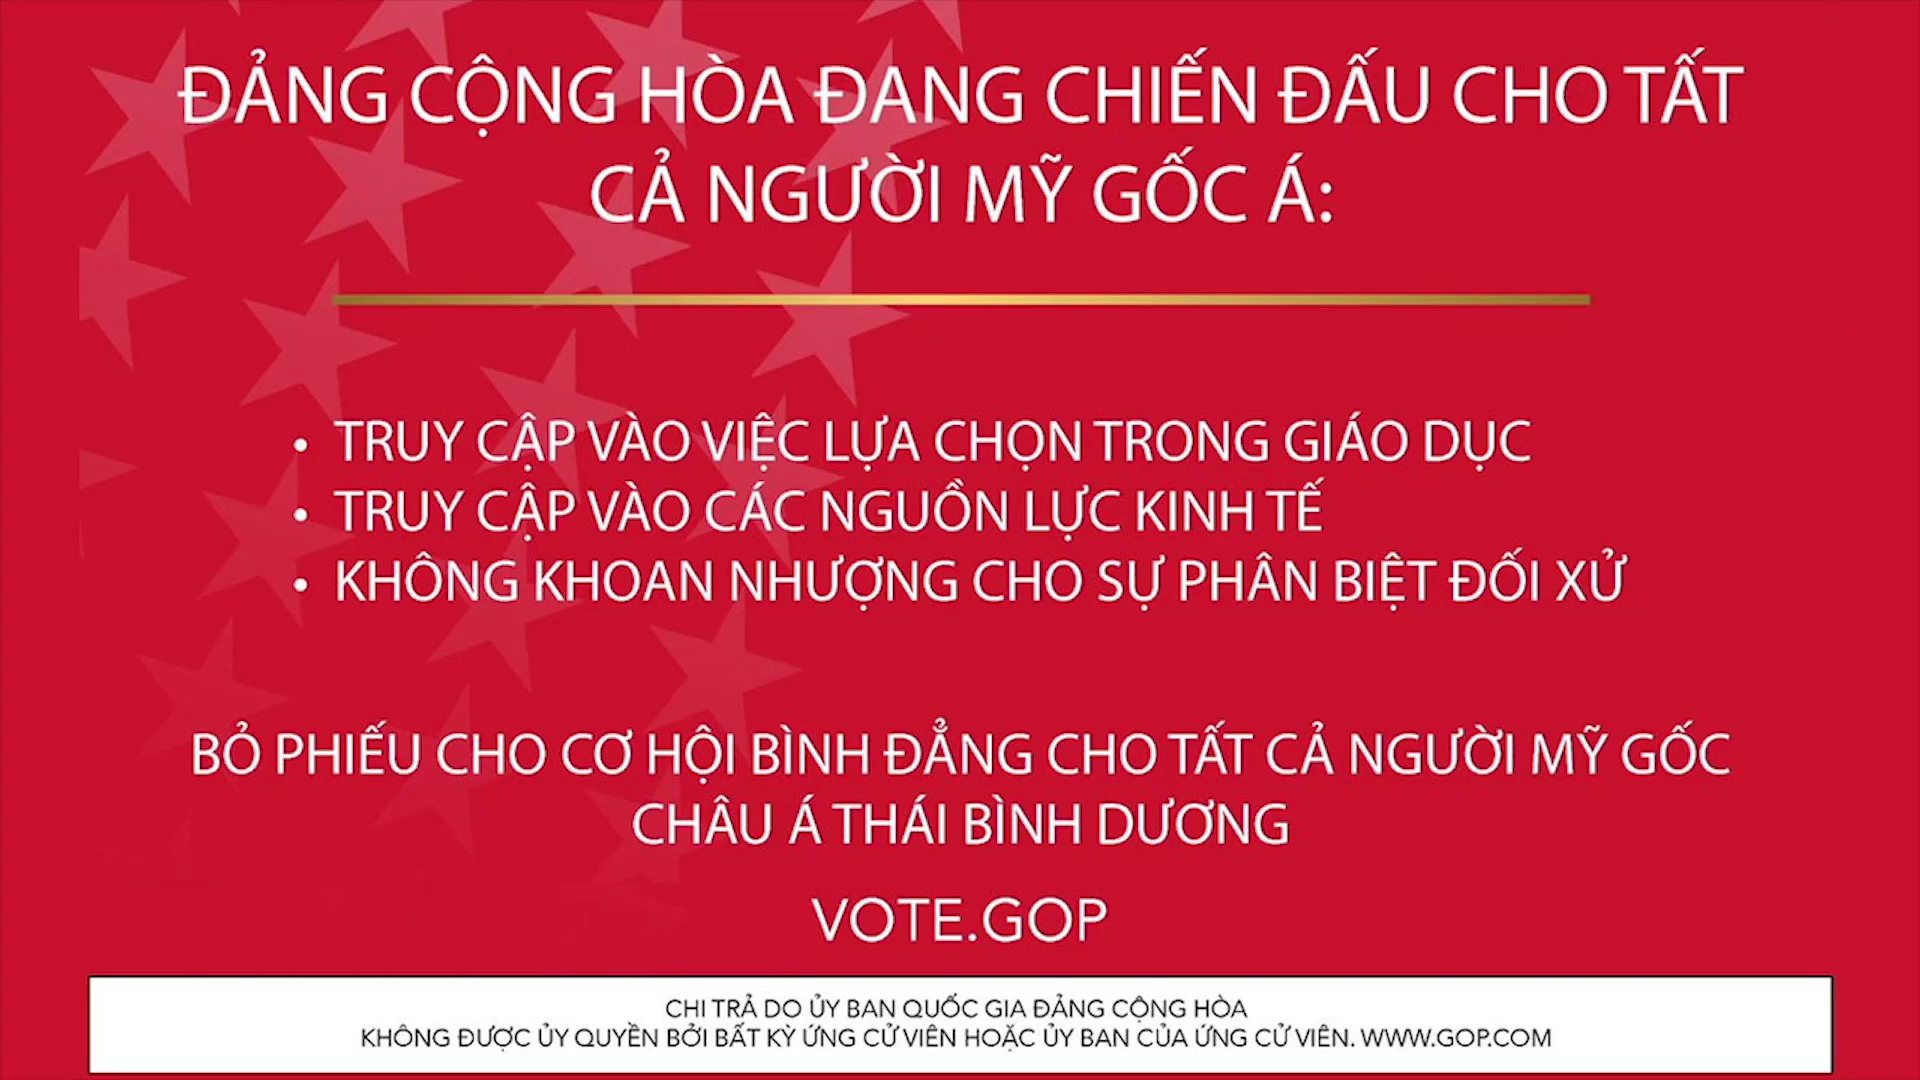 ĐẢNG CỘNG HÒA ĐANG CHIẾN ĐẤU CHO TẤT
CẢ NGƯỜI MỸ GỐC Á:
• TRUY CẬP VÀO VIỆC LỰA CHỌN TRONG GIÁO DỤC
• TRUY CẬP VÀO CÁC NGUỒN LỰC KINH TẾ
• KHÔNG KHOAN NHƯỢNG CHO SỰ PHÂN BIỆT ĐỐI XỬ
BỎ PHIẾU CHO CƠ HỘI BÌNH ĐẲNG CHO TẤT CẢ NGƯỜI MỸ GỐC
CHÂU Á THÁI BÌNH DƯƠNG
VOTE.GOP
CHI TRẢ DO ỦY BAN QUỐC GIA ĐẢNG CỘNG HÒA
KHÔNG ĐƯỢC ỦY QUYỀN BỞI BẤT KỲ ỨNG CỬ VIÊN HOẶC ỦY BAN CỦA ỨNG CỬ VIÊN. WWW.GOP.COM